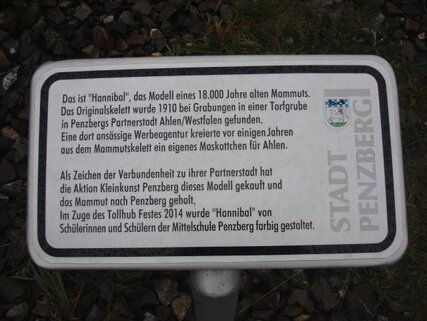 Das ist "Hannibal", das Modell eines 18.000 Jahre alten Mammuts.
Das Originalskelett wurde 1910 bei Grabungen in einer Torfgrube
in Penzbergs Partnerstadt Ahlen/Westfalen gefunden.
Eine dort ansässige Werbeagentur kreierte vor einigen Jahren
aus dem Mammutskelett ein eigenes Maskottchen für Ahlen.
Als Zeichen der Verbundenheit zu ihrer Partnerstadt hat
die Aktion Kleinkunst Penzberg dieses Modell gekauft und
das Mammut nach Penzberg geholt.
Im Zuge des Tollhub Festes 2014 wurde "Hannibal" von
Schülerinnen und Schülern der Mittelschule Penzberg farbig gestaltet.
STADT
PENZBERG